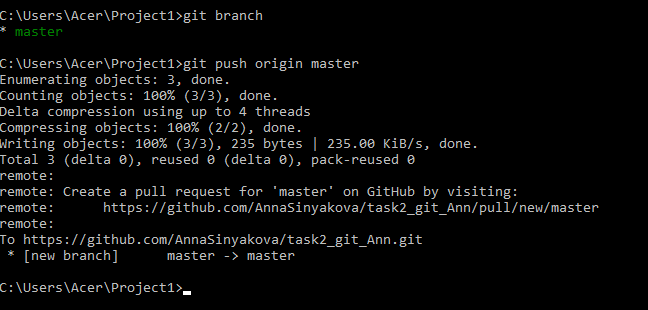 C:\Users\Acer\Project1>git branch
* master
C:\Users\Acer\Project1>git push origin master
Enumerating objects: 3, done.
Counting objects: 100% (3/3), done.
Delta compression using up to 4 threads
Compressing objects: 100% (2/2), done.
Writing objects: 100% (3/3), 235 bytes | 235.00 KiB/s, done.
Total 3 (delta 0), reused 0 (delta 0), pack-reused 0
remote:
remote: Create a pull request for 'master' on GitHub by visiting:
remote:      https://github.com/AnnaSinyakova/task2_git_Ann/pull/new/master
remote:
To https://github.com/AnnaSinyakova/task2_git_Ann.git
 * [new branch]      master -> master
C:\Users\Acer\Project1>